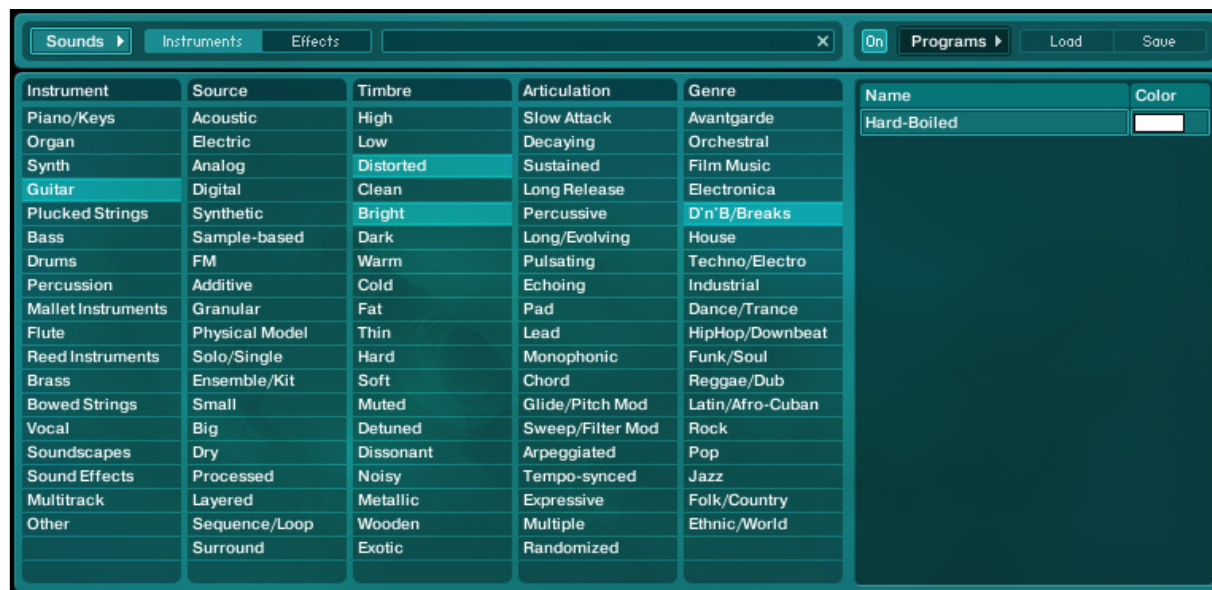 Sounds Instruments Effects × On Programs Load Save
Instrument Source Timbre Articulation Genre Name Color
Piano/Keys Acoustic High Slow Attack Avantgarde Hard-Boiled
Organ Electric Low Decaying Orchestral
Synth Analog Distorted Sustained Film Music
Guitar Digital Clean Long Release Electronica
Plucked Strings Synthetic Bright Percussive D'n'B/Breaks
Bass Sample-based Dark Long/Evolving House
Drums FM Warm Pulsating Techno/Electro
Percussion Additive Cold Echoing Industrial
Mallet Instruments Granular Fat Pad Dance/Trance
Flute Physical Model Thin Lead HipHop/Downbeat
Reed Instruments Solo/Single Hard Monophonic Funk/Soul
Brass Ensemble/Kit Soft Chord Reggae/Dub
Bowed Strings Small Muted Glide/Pitch Mod Latin/Afro-Cuban
Vocal Big Detuned Sweep/Filter Mod Rock
Soundscapes Dry Dissonant Arpeggiated Pop
Sound Effects Processed Noisy Tempo-synced Jazz
Multitrack Layered Metallic Expressive Folk/Country
Other Sequence/Loop Wooden Multiple Ethnic/World
Surround Exotic Randomized